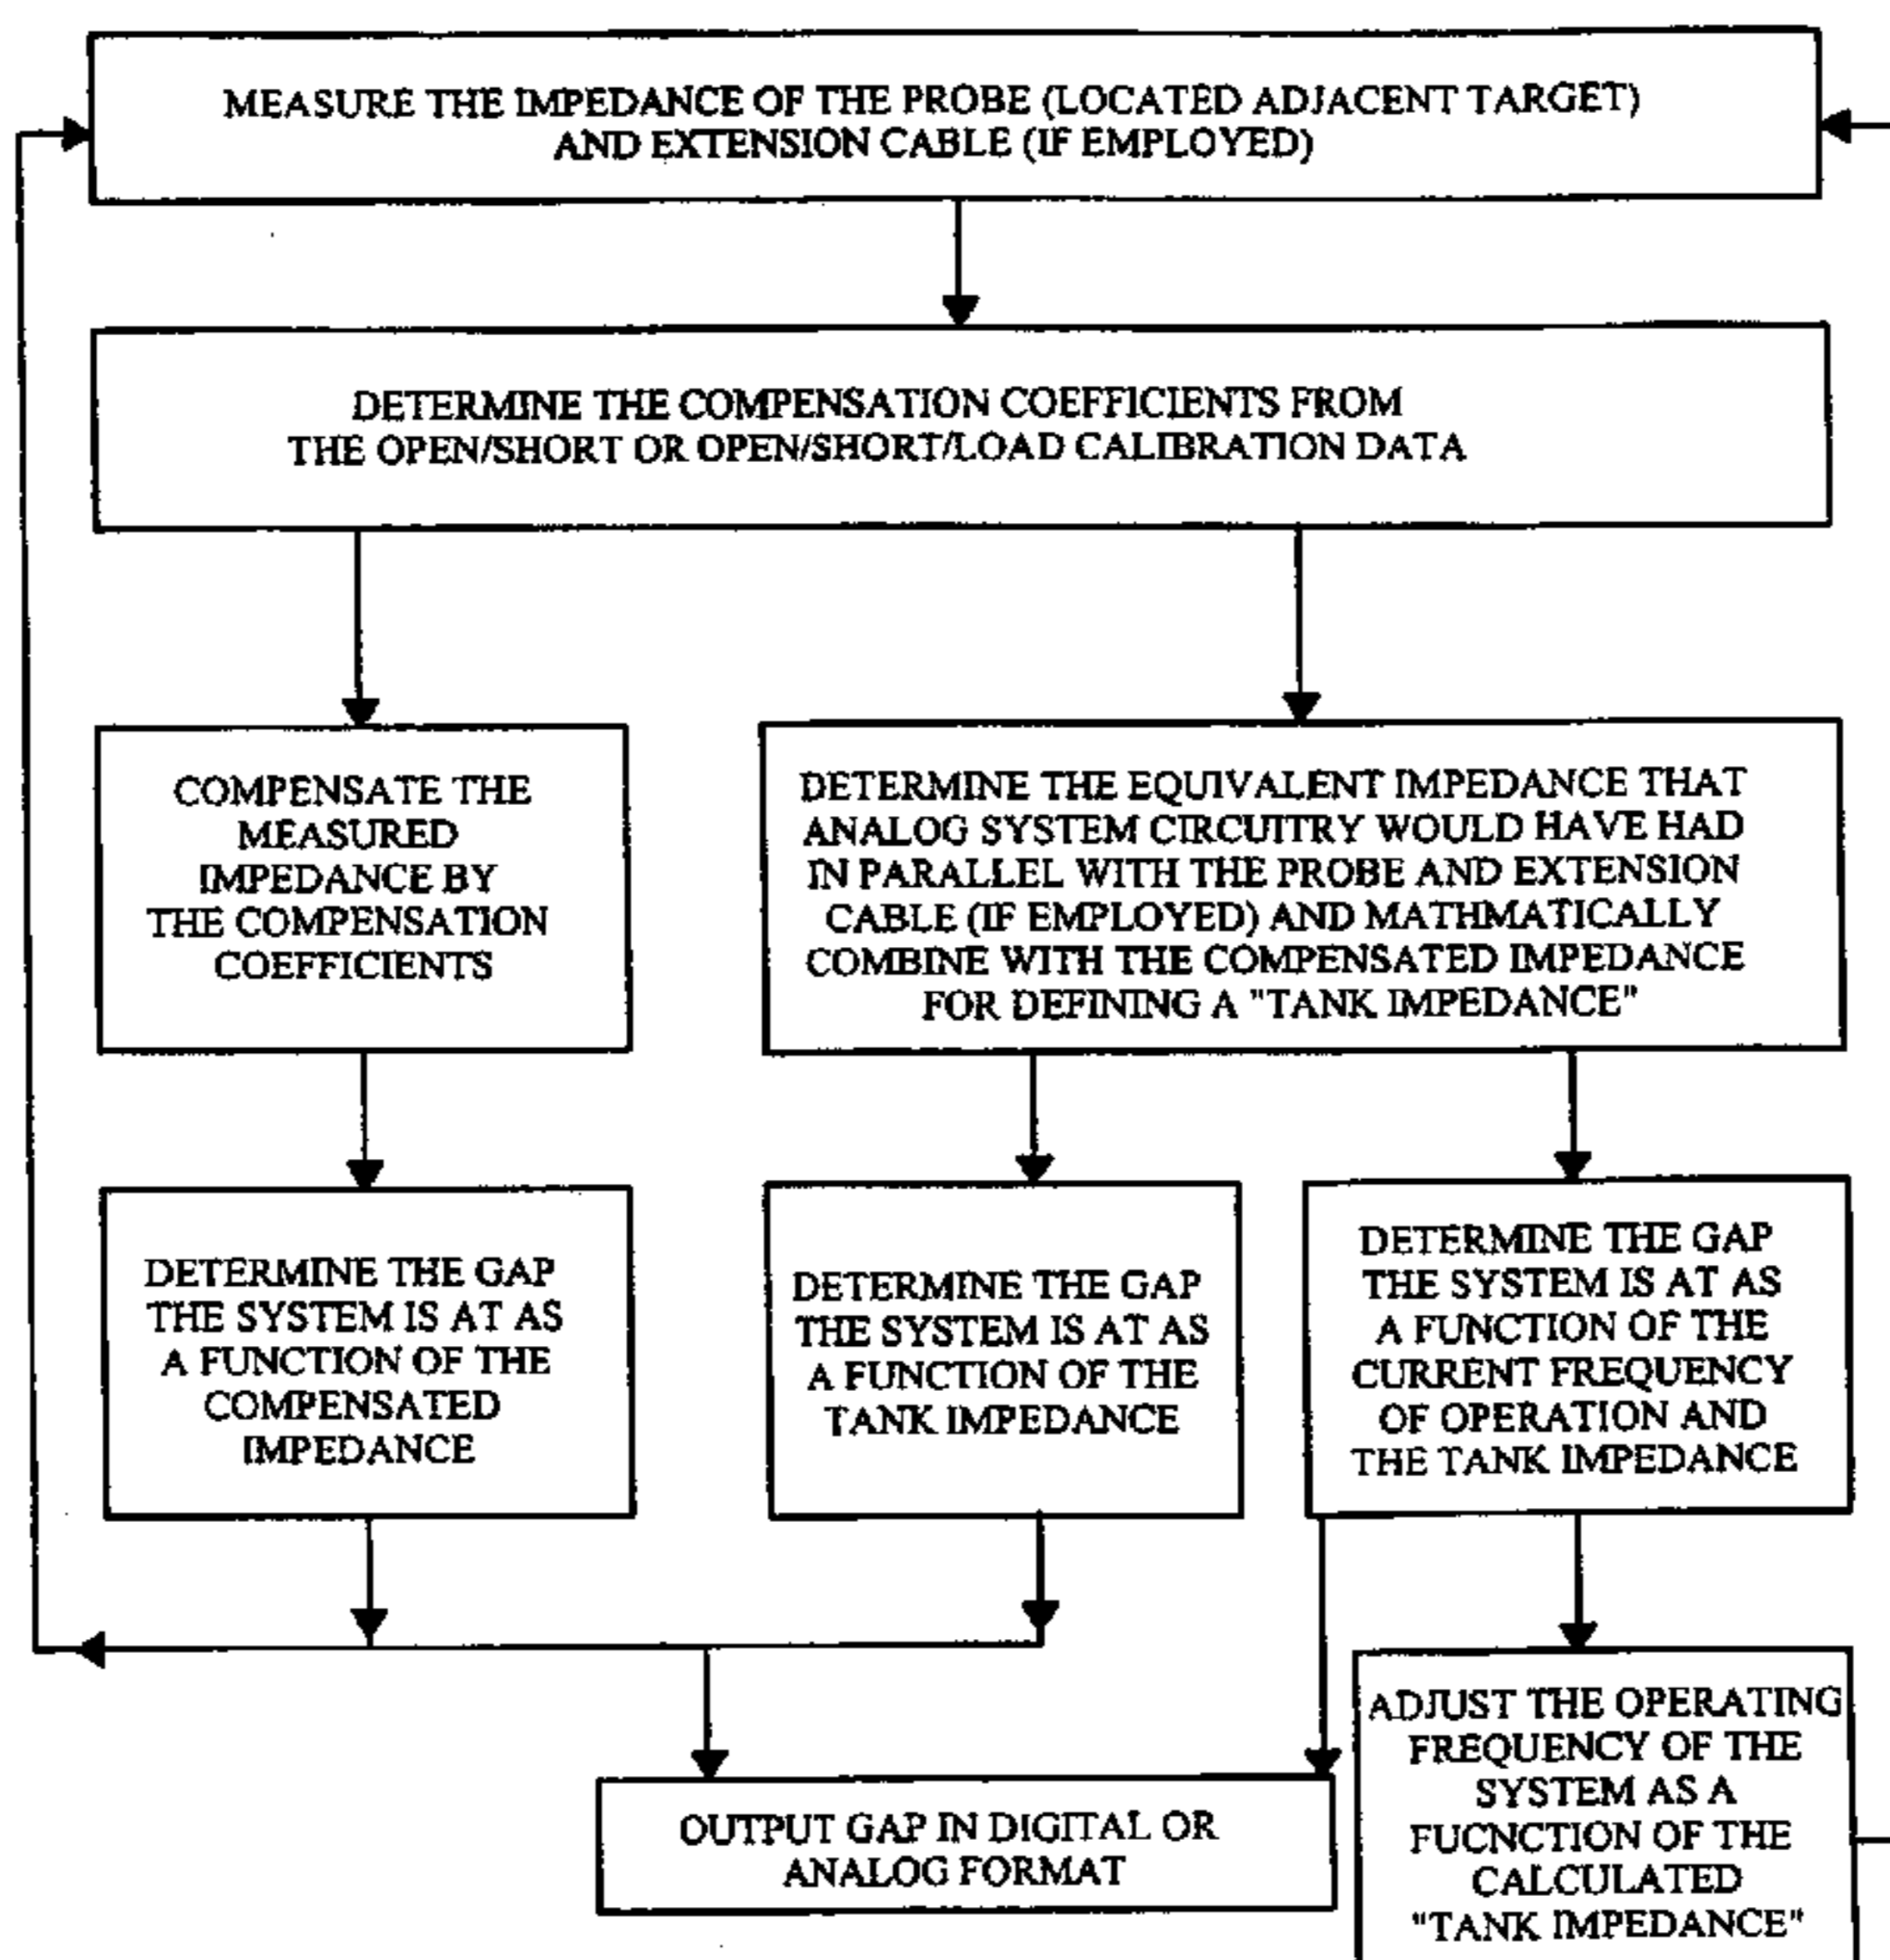 MEASURE THE IMPEDANCE OF THE PROBE (LOCATED ADJACENT TARGET)
AND EXTENSION CABLE (IF EMPLOYED)
DETERMINE THE COMPENSATION COEFFICIENTS FROM
THE OPEN/SHORT OR OPEN/SHORT/LOAD CALIBRATION DATA
COMPENSATE THE
MEASURED
IMPEDANCE BY
THE COMPENSATION
COEFFICIENTS
DETERMINE THE EQUIVALENT IMPEDANCE THAT
ANALOG SYSTEM CIRCUITRY WOULD HAVE HAD
IN PARALLEL WITH THE PROBE AND EXTENSION
CABLE (IF EMPLOYED) AND MATHMATICALLY
COMBINE WITH THE COMPENSATED IMPEDANCE
FOR DEFINING A "TANK IMPEDANCE"
DETERMINE THE GAP
THE SYSTEM IS AT AS
A FUNCTION OF THE
COMPENSATED
IMPEDANCE
DETERMINE THE GAP
THE SYSTEM IS AT AS
A FUNCTION OF THE
TANK IMPEDANCE
DETERMINE THE GAP
THE SYSTEM IS AT AS
A FUNCTION OF THE
CURRENT FREQUENCY
OF OPERATION AND
THE TANK IMPEDANCE
OUTPUT GAP IN DIGITAL OR
ANALOG FORMAT
ADJUST THE OPERATING
FREQUENCY OF THE
SYSTEM AS A
FUCNCTION OF THE
CALCULATED
"TANK IMPEDANCE"